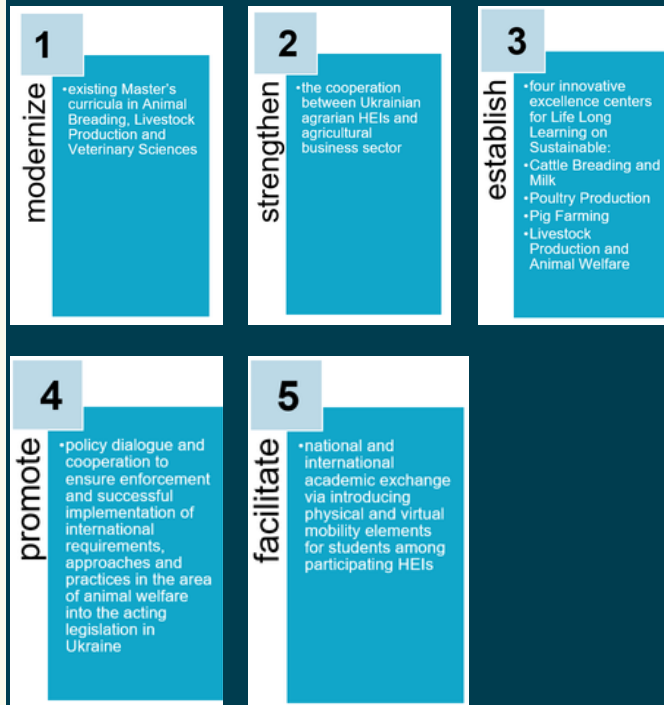 1
modernize
•existing Master's
curricula in Animal
Breading, Livestock
Production and
Veterinary Sciences
2
strengthen
•the cooperation
between Ukrainian
agrarian HEIs and
agricultural
business sector
3
establish
•four innovative
excellence centers
for Life Long
Learning on
Sustainable:
•Cattle Breading and
Milk
•Poultry Production
•Pig Farming
•Livestock
Production and
Animal Welfare
4
promote
•policy dialogue and
cooperation to
ensure enforcement
and successful
implementation of
international
requirements,
approaches and
practices in the area
of animal welfare
into the acting
legislation in
Ukraine
5
facilitate
•national and
international
academic exchange
via introducing
physical and virtual
mobility elements
for students among
participating HEIs